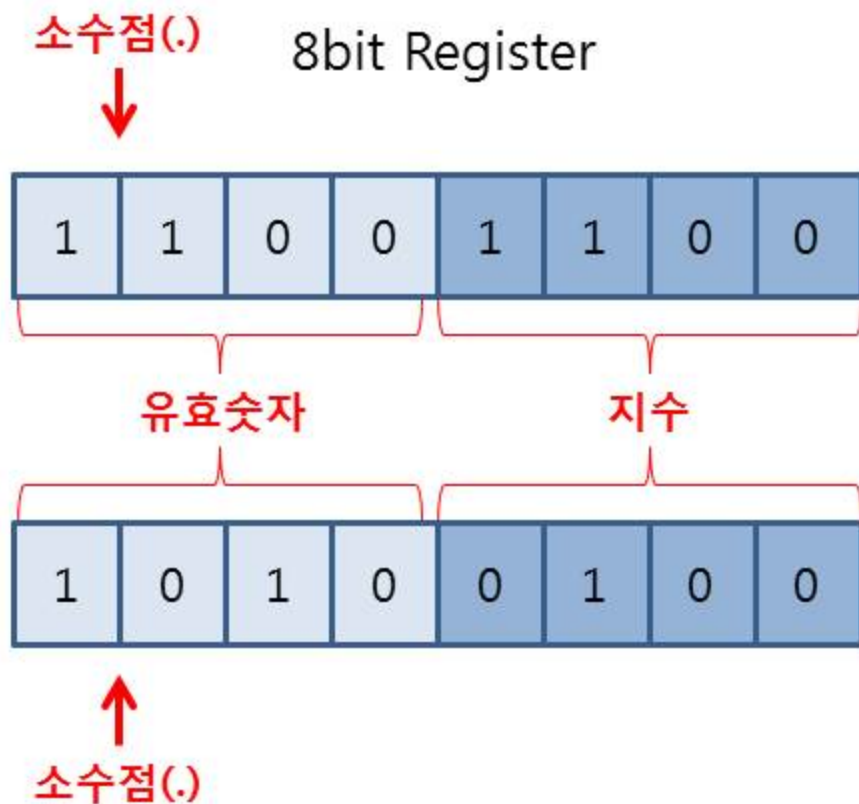 소수점(.)
8bit Register
1 1 0 0 1 1 0 0
유효숫자 지수
1 0 1 0 0 1 0 0
소수점(.)